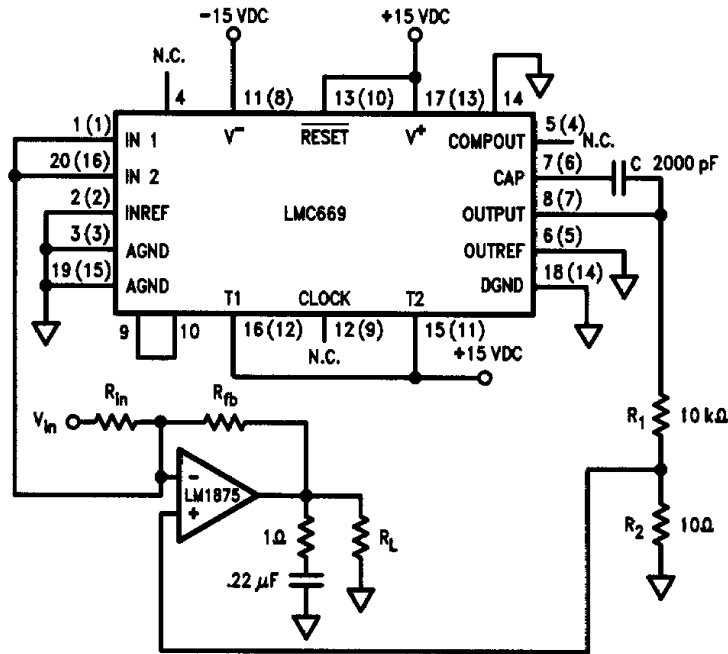 -15 VDC
+15 VDC
N.C.
4
11 (8)
13 (10)
17 (13)
14
1 (1)
IN 1
V⁻
RESET
V⁺
COMPOUT
5 (4)
N.C.
20 (16)
IN 2
CAP
7 (6)
C 2000 pF
2 (2)
INREF
LMC669
OUTPUT
8 (7)
3 (3)
AGND
OUTREF
6 (5)
19 (15)
AGND
DGND
18 (14)
T1
CLOCK
T2
9
10
16 (12)
12 (9)
15 (11)
N.C.
+15 VDC
Rin
Rfb
Vin
R1
10 kΩ
-
LM1875
+
1Ω
RL
R2
10Ω
.22 µF